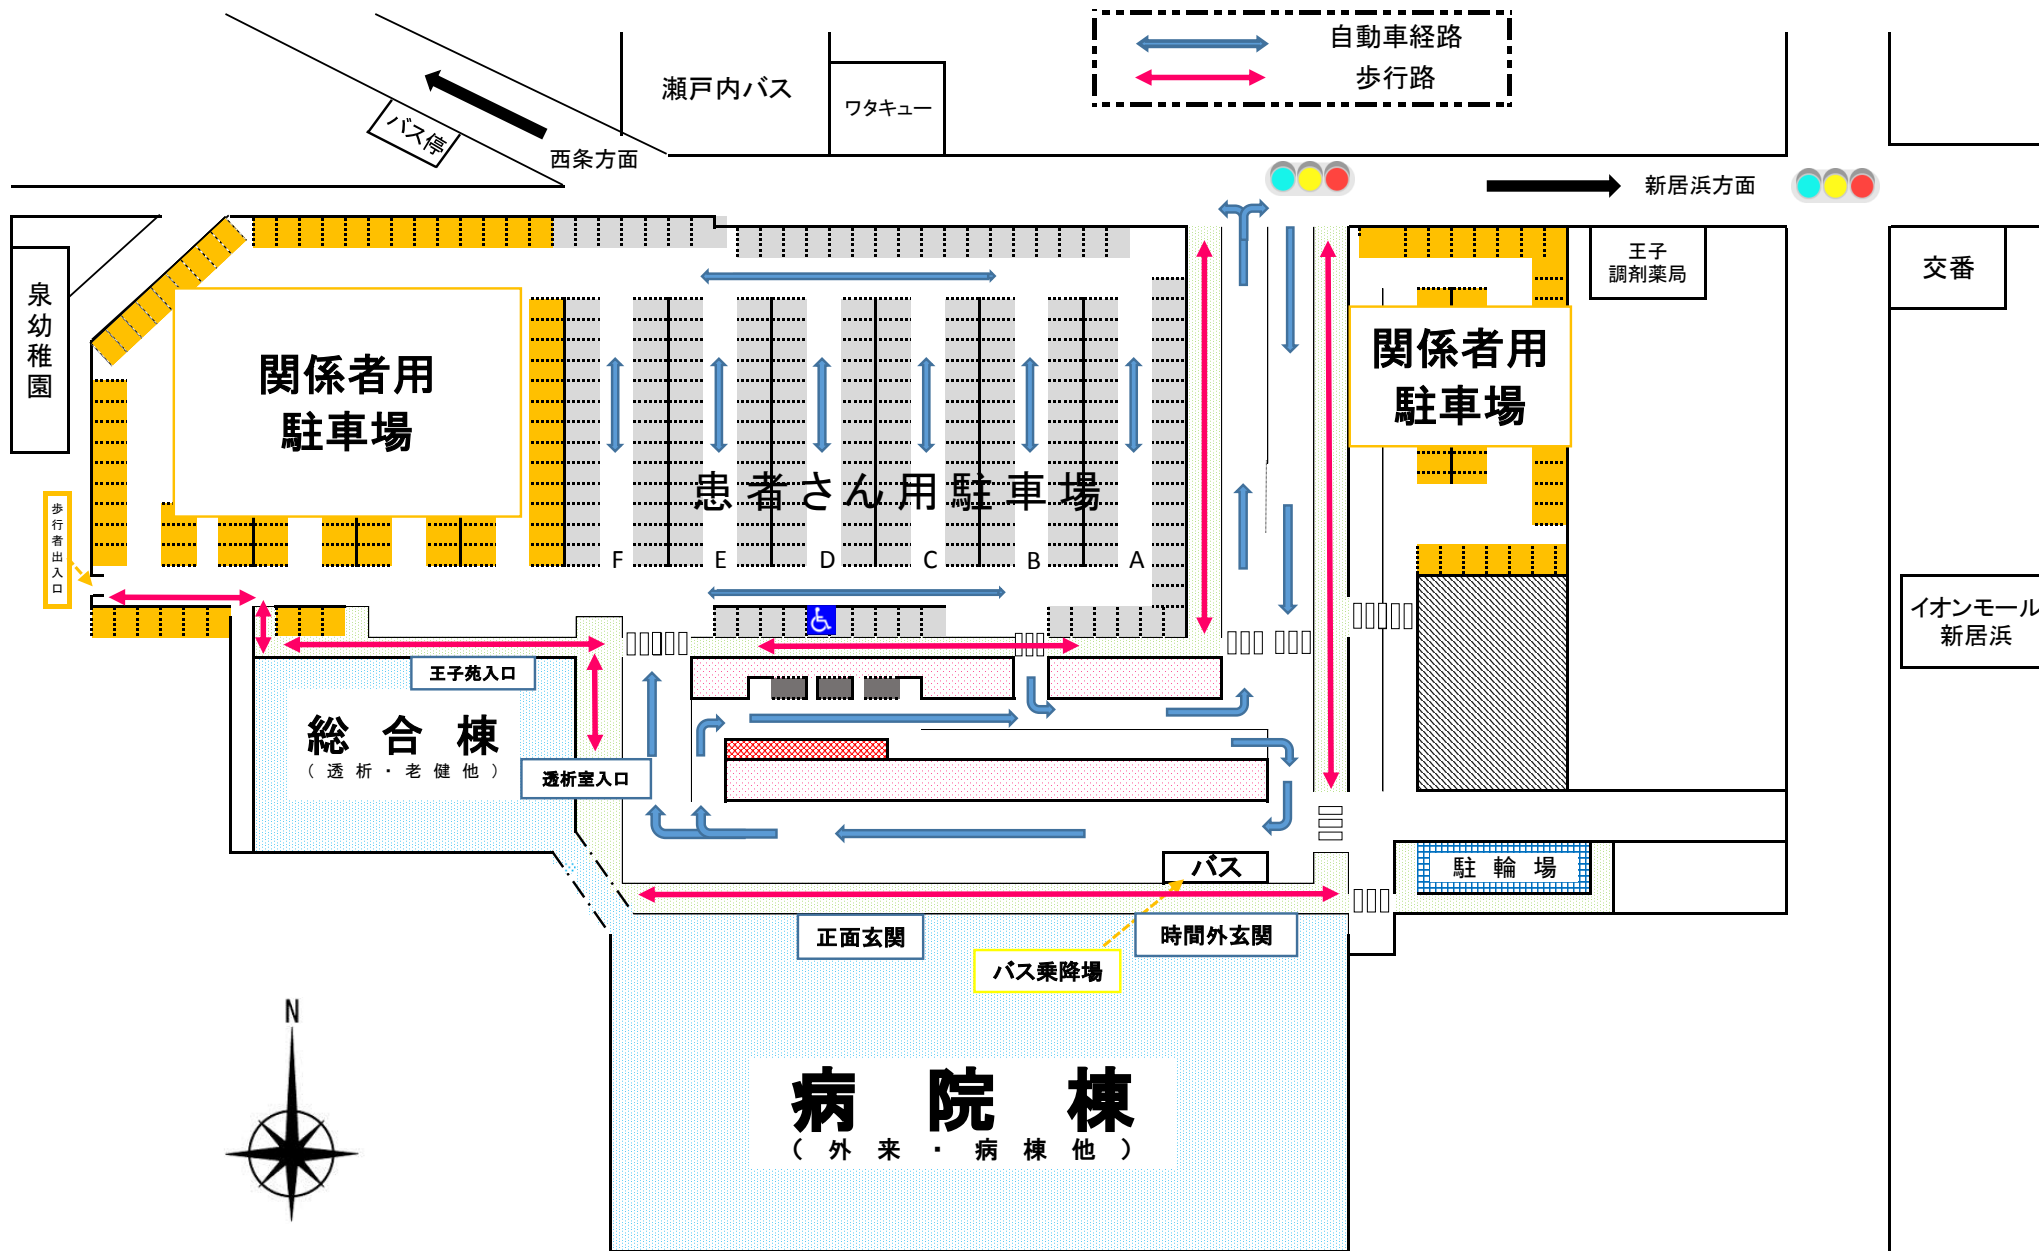 自動車経路
歩行路
瀬戸内バス
ワタキュー
バス停
西条方面
新居浜方面
泉幼稚園
王子
調剤薬局
交番
関係者用
駐車場
関係者用
駐車場
患者さん用駐車場
F E D C B A
歩行者出入口
イオンモール
新居浜
王子苑入口
総合棟
（透析・老健他）
透析室入口
バス
駐輪場
正面玄関
時間外玄関
バス乗降場
N
病院棟
（外来・病棟他）